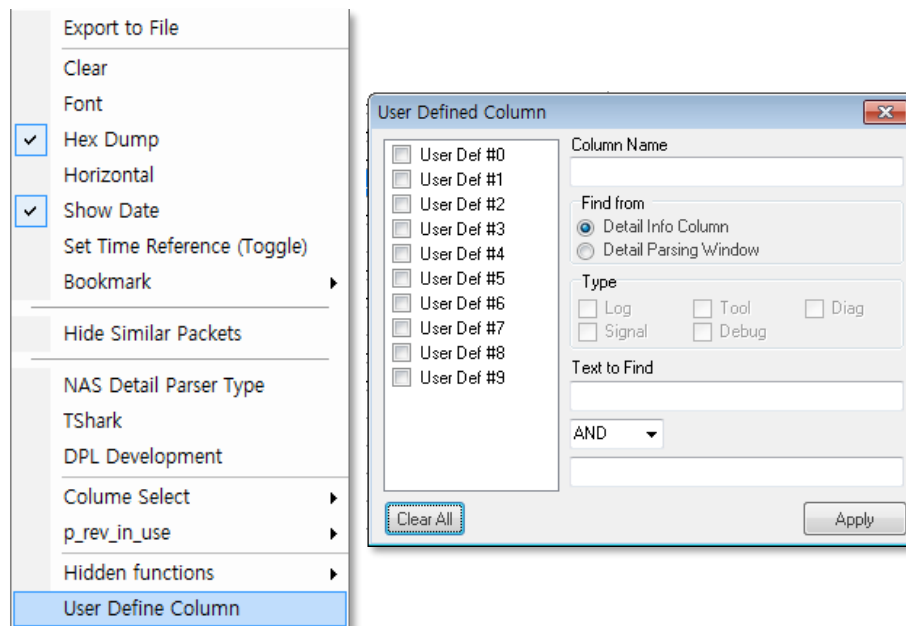 Export to File
Clear
Font
Hex Dump
Horizontal
Show Date
Set Time Reference (Toggle)
Bookmark
Hide Similar Packets
NAS Detail Parser Type
TShark
DPL Development
Colume Select
p_rev_in_use
Hidden functions
User Define Column
User Defined Column
User Def #0
User Def #1
User Def #2
User Def #3
User Def #4
User Def #5
User Def #6
User Def #7
User Def #8
User Def #9
Clear All
Column Name
Find from
Detail Info Column
Detail Parsing Window
Type
Log Tool Diag
Signal Debug
Text to Find
AND
Apply